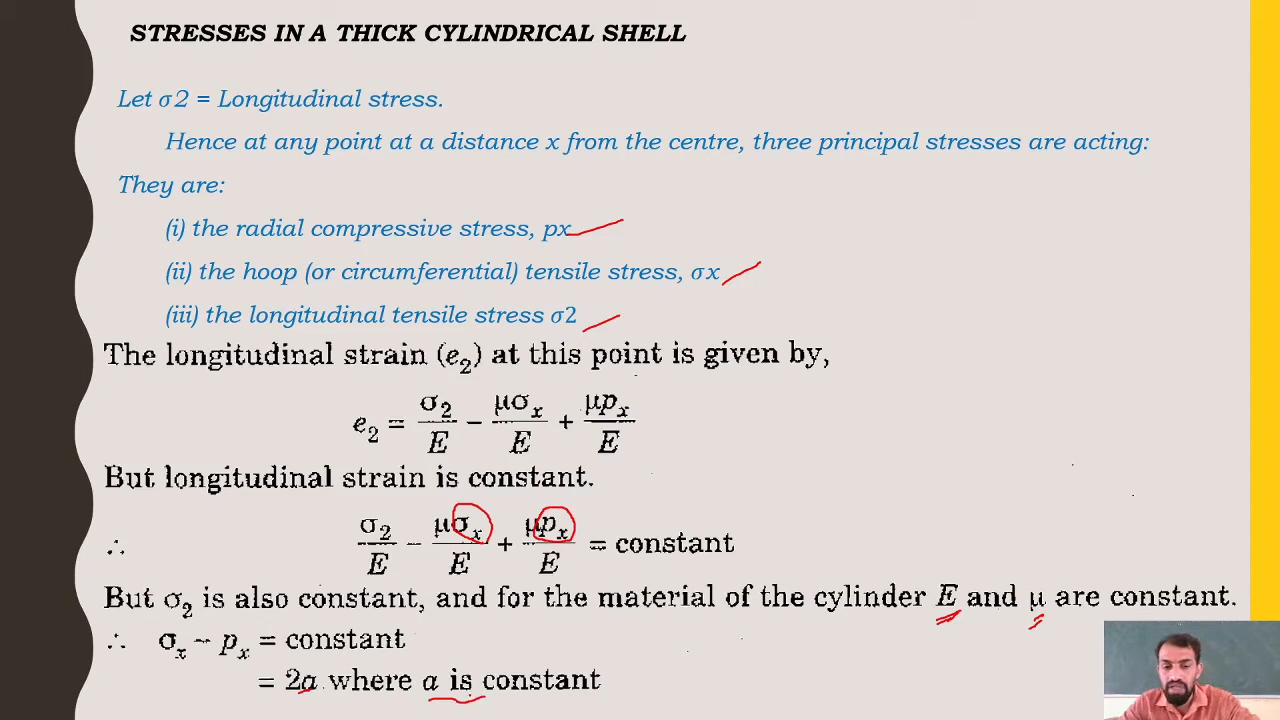 STRESSES IN A THICK CYLINDRICAL SHELL
Let σ2 = Longitudinal stress.
Hence at any point at a distance x from the centre, three principal stresses are acting:
They are:
(i) the radial compressive stress, px
(ii) the hoop (or circumferential) tensile stress, σx
(iii) the longitudinal tensile stress σ2
The longitudinal strain (e₂) at this point is given by,
e₂ = σ₂/E − μσₓ/E + μpₓ/E
But longitudinal strain is constant.
∴ σ₂/E − μσₓ/E + μpₓ/E = constant
But σ₂ is also constant, and for the material of the cylinder E and μ are constant.
∴ σₓ − pₓ = constant
= 2a where a is constant